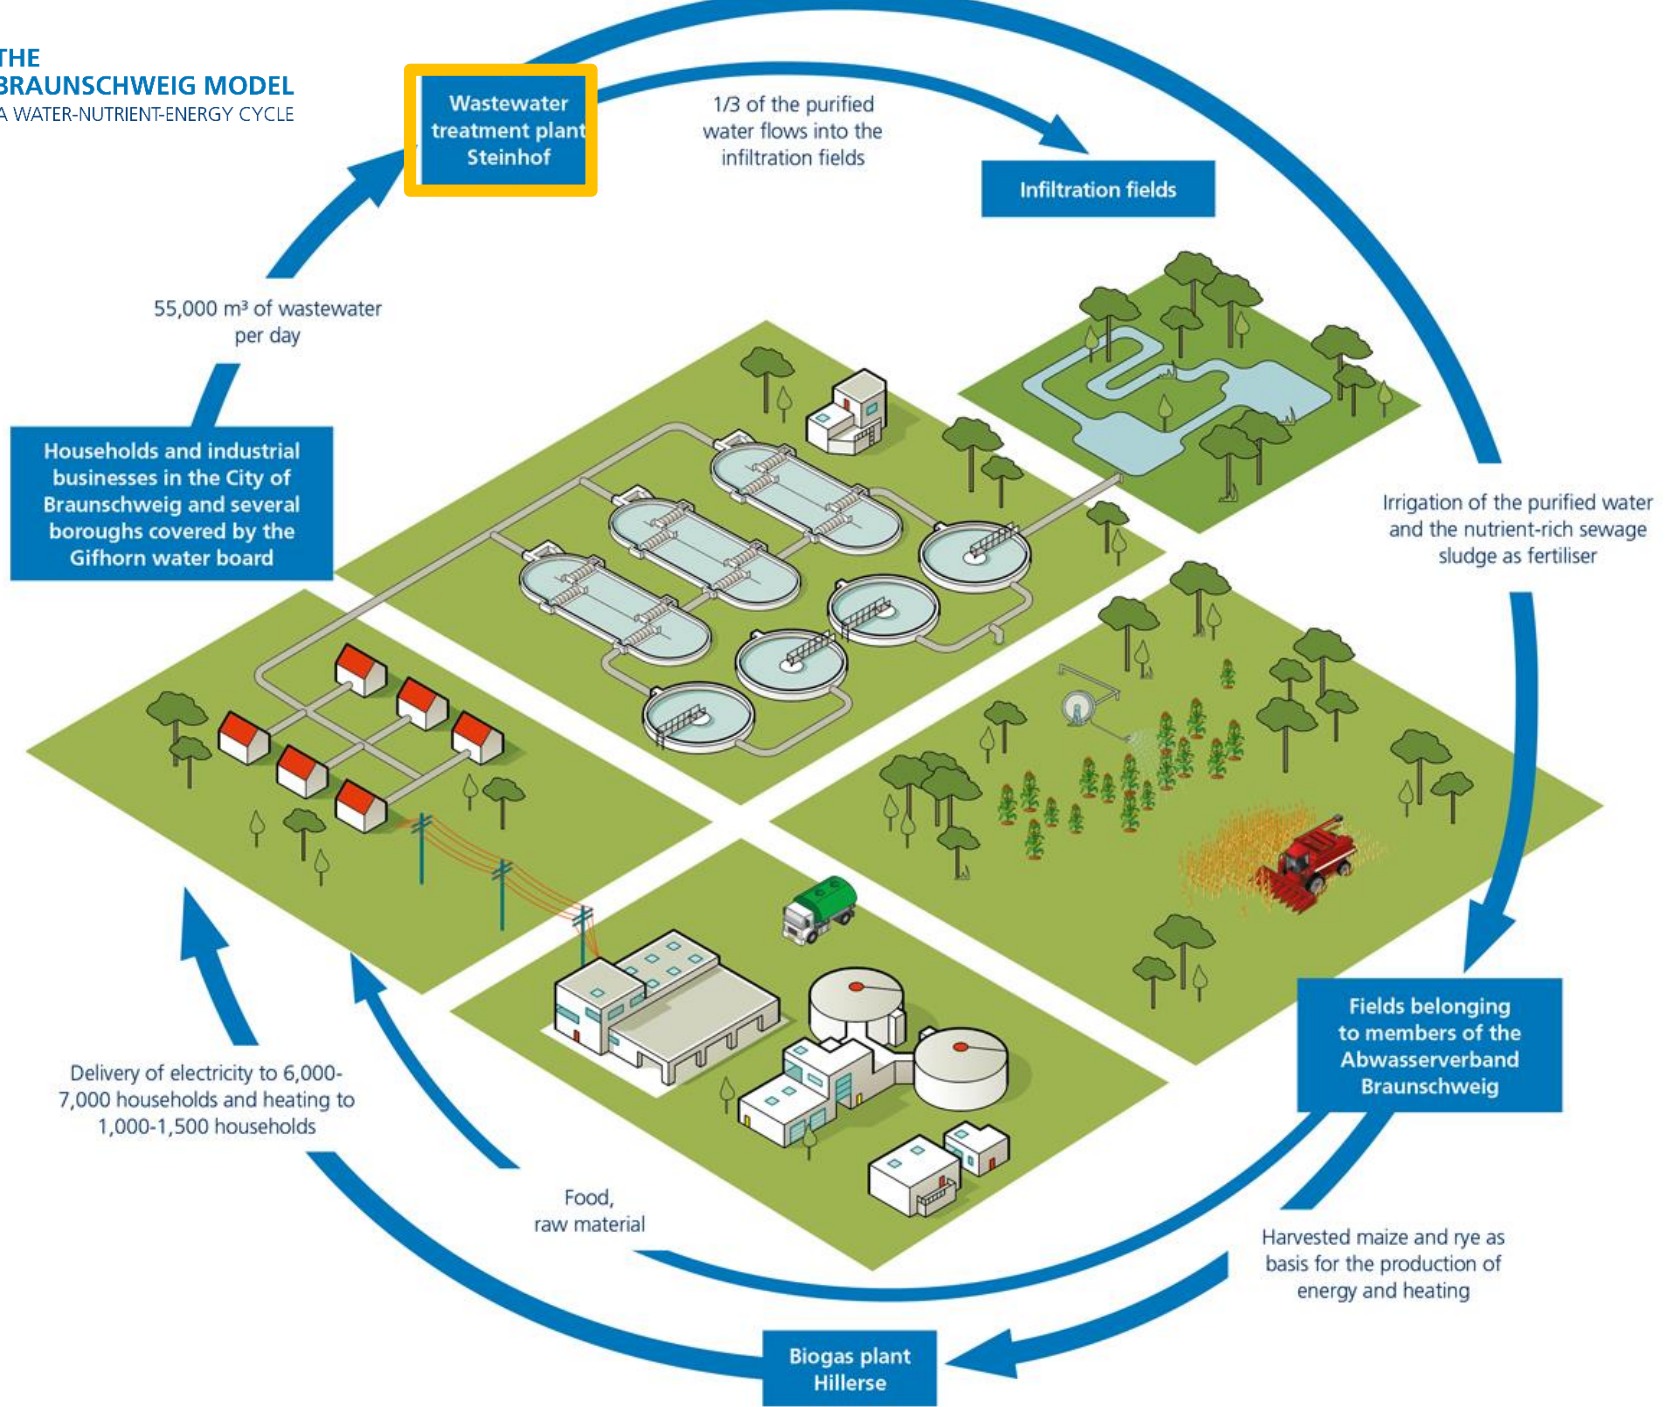 THE
BRAUNSCHWEIG MODEL
A WATER-NUTRIENT-ENERGY CYCLE
Wastewater
treatment plant
Steinhof
1/3 of the purified
water flows into the
infiltration fields
Infiltration fields
55,000 m³ of wastewater
per day
Households and industrial
businesses in the City of
Braunschweig and several
boroughs covered by the
Gifhorn water board
Irrigation of the purified water
and the nutrient-rich sewage
sludge as fertiliser
Fields belonging
to members of the
Abwasserverband
Braunschweig
Delivery of electricity to 6,000-
7,000 households and heating to
1,000-1,500 households
Food,
raw material
Harvested maize and rye as
basis for the production of
energy and heating
Biogas plant
Hillerse